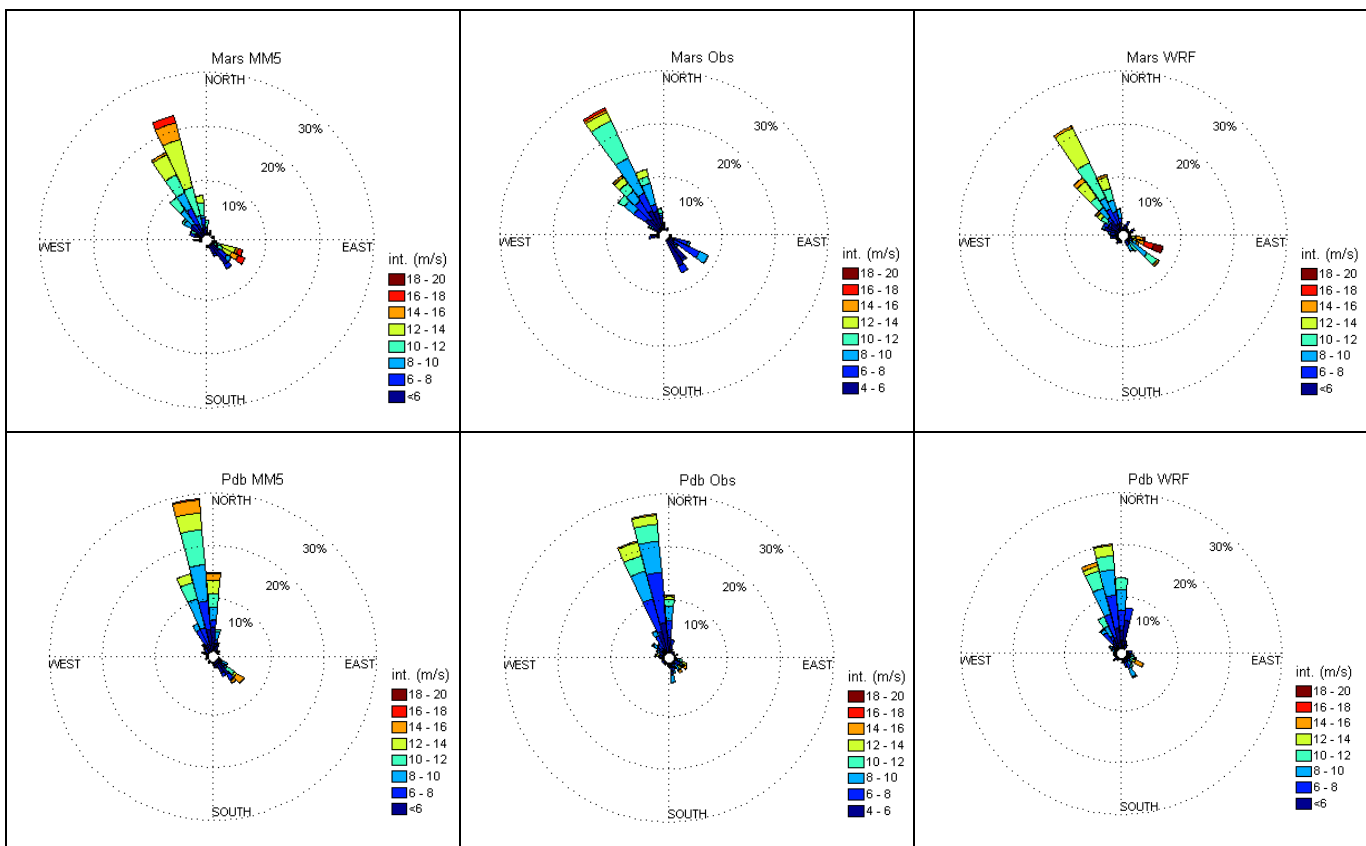 Mars MM5
NORTH
30%
20%
10%
WEST
EAST
SOUTH
int. (m/s)
18 - 20
16 - 18
14 - 16
12 - 14
10 - 12
8 - 10
6 - 8
<6
Mars Obs
NORTH
30%
20%
10%
WEST
EAST
SOUTH
int. (m/s)
18 - 20
16 - 18
14 - 16
12 - 14
10 - 12
8 - 10
6 - 8
4 - 6
Mars WRF
NORTH
30%
20%
10%
WEST
EAST
SOUTH
int. (m/s)
18 - 20
16 - 18
14 - 16
12 - 14
10 - 12
8 - 10
6 - 8
<6
Pdb MM5
NORTH
30%
20%
10%
WEST
EAST
SOUTH
int. (m/s)
18 - 20
16 - 18
14 - 16
12 - 14
10 - 12
8 - 10
6 - 8
<6
Pdb Obs
NORTH
30%
20%
10%
WEST
EAST
SOUTH
int. (m/s)
18 - 20
16 - 18
14 - 16
12 - 14
10 - 12
8 - 10
6 - 8
4 - 6
Pdb WRF
NORTH
30%
20%
10%
WEST
EAST
SOUTH
int. (m/s)
18 - 20
16 - 18
14 - 16
12 - 14
10 - 12
8 - 10
6 - 8
<6